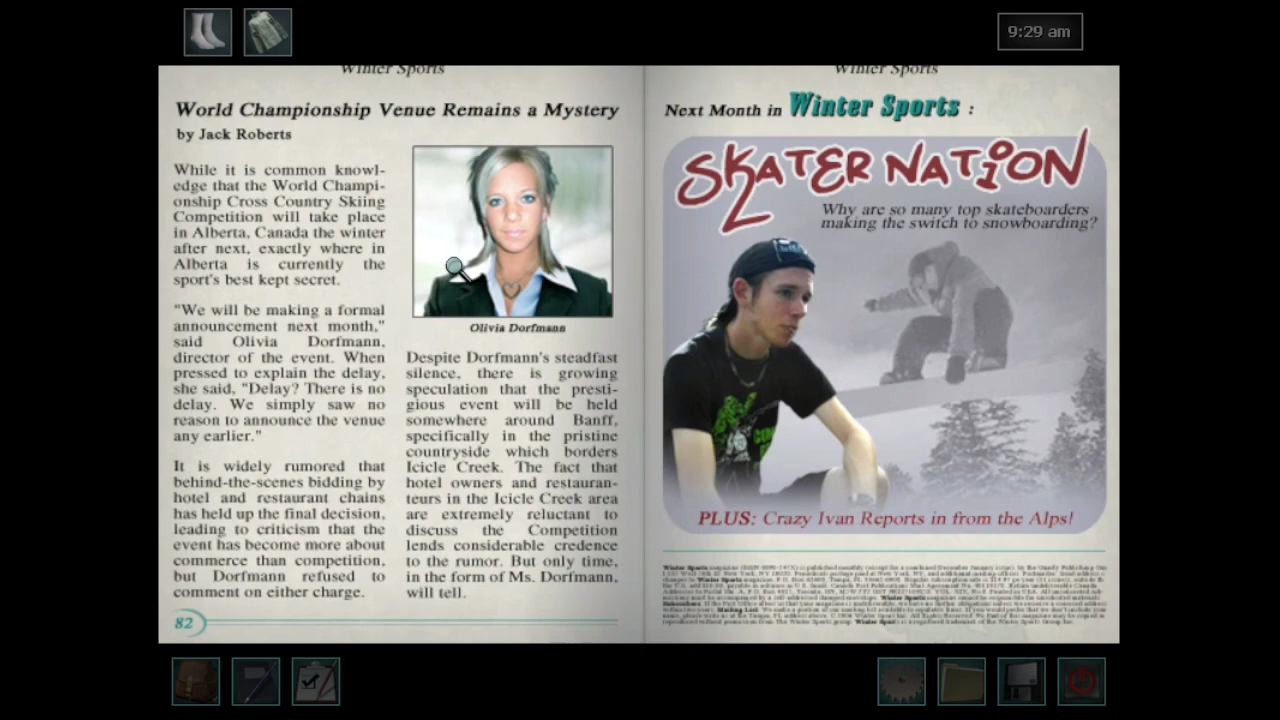 9:29 am
Winter Sports
World Championship Venue Remains a Mystery
by Jack Roberts
While it is common knowl-
edge that the World Champi-
onship Cross Country Skiing
Competition will take place
in Alberta, Canada the winter
after next, exactly where in
Alberta is currently the
sport's best kept secret.
"We will be making a formal
announcement next month,"
said Olivia Dorfmann,
director of the event. When
pressed to explain the delay,
she said, "Delay? There is no
delay. We simply saw no
reason to announce the venue
any earlier."
It is widely rumored that
behind-the-scenes bidding by
hotel and restaurant chains
has held up the final decision,
leading to criticism that the
event has become more about
commerce than competition,
but Dorfmann refused to
comment on either charge.
Olivia Dorfmann
Despite Dorfmann's steadfast
silence, there is growing
speculation that the presti-
gious event will be held
somewhere around Banff,
specifically in the pristine
countryside which borders
Icicle Creek. The fact that
hotel owners and restauran-
teurs in the Icicle Creek area
are extremely reluctant to
discuss the Competition
lends considerable credence
to the rumor. But only time,
in the form of Ms. Dorfmann,
will tell.
82
Winter Sports
Next Month in Winter Sports :
SKATER NATION
Why are so many top skateboarders
making the switch to snowboarding?
PLUS: Crazy Ivan Reports in from the Alps!